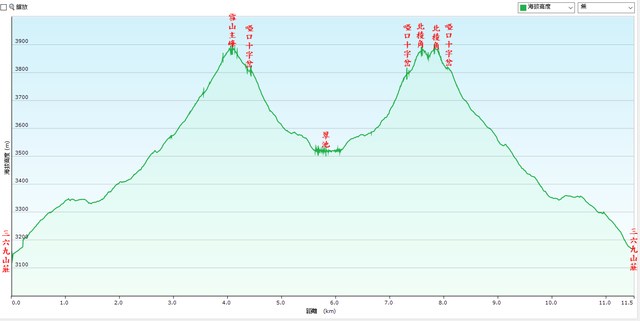 縮放
海拔高度
無
雪山主峰
啞口十字岔
啞口十字岔
北稜角
北稜角
啞口十字岔
翠池
三六九山莊
三六九山莊
海拔高度 (m)
3900
3800
3700
3600
3500
3400
3300
3200
3100
0.0 1.0 2.0 3.0 4.0 5.0 6.0 7.0 8.0 9.0 10.0 11.0 11.5
距離 (km)